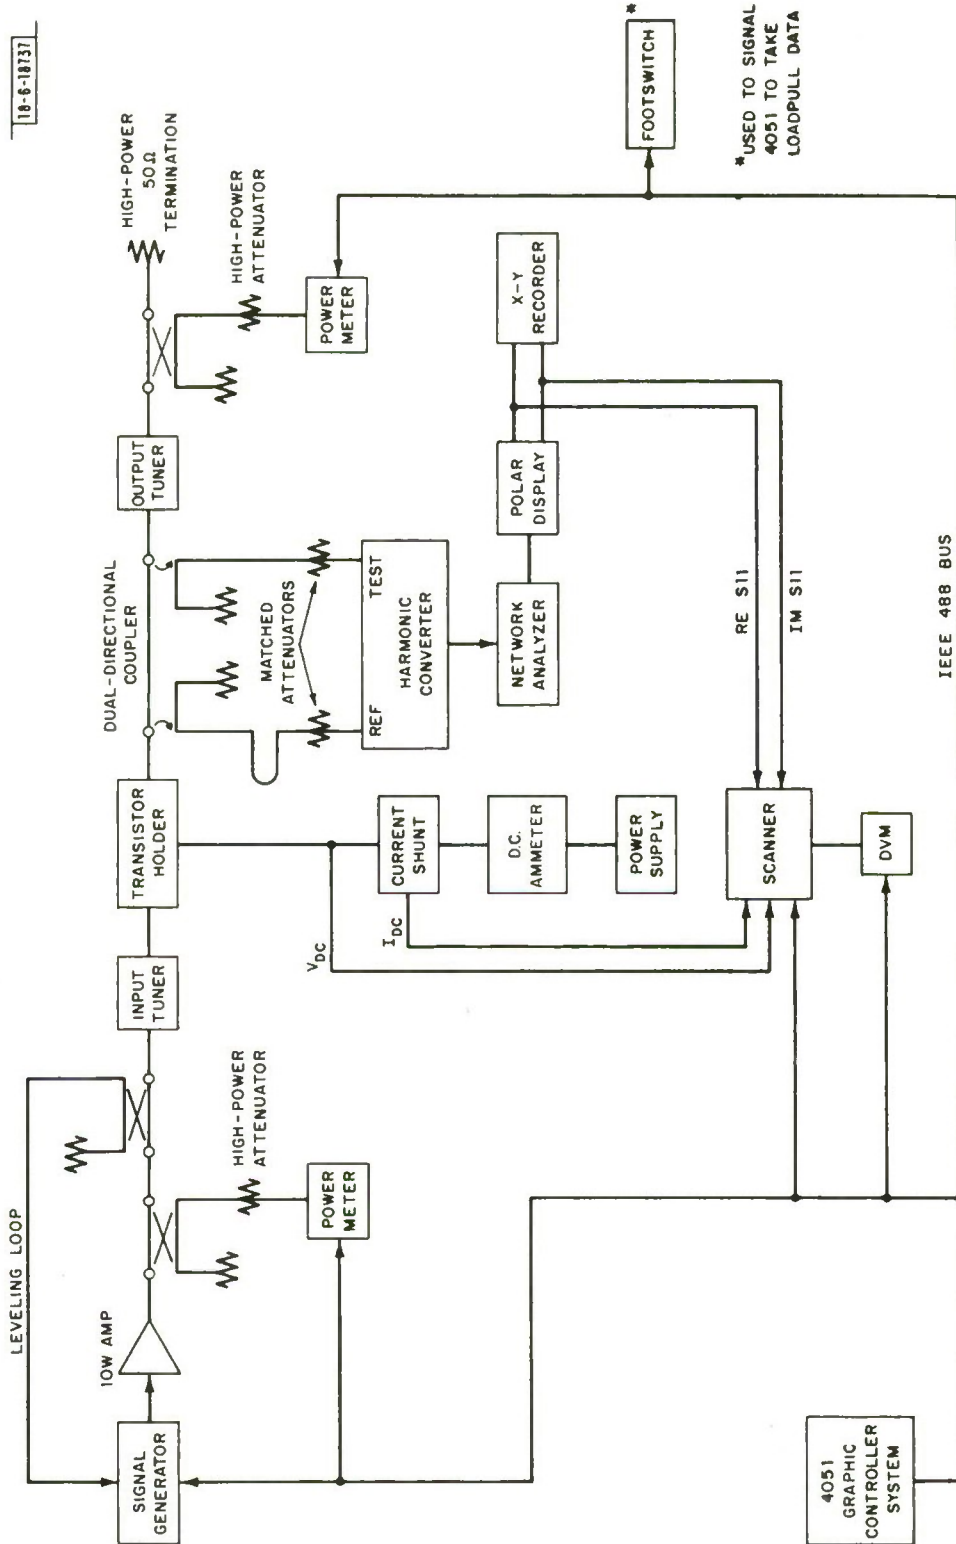 18-6-18737
LEVELING LOOP
SIGNAL
GENERATOR
10W AMP
HIGH-POWER
ATTENUATOR
POWER
METER
INPUT
TUNER
TRANSISTOR
HOLDER
DUAL-DIRECTIONAL
COUPLER
OUTPUT
TUNER
HIGH-POWER
50Ω
TERMINATION
HIGH-POWER
ATTENUATOR
POWER
METER
MATCHED
ATTENUATORS
REF
TEST
HARMONIC
CONVERTER
NETWORK
ANALYZER
POLAR
DISPLAY
X-Y
RECORDER
VDC
IDC
CURRENT
SHUNT
D.C.
AMMETER
POWER
SUPPLY
RE S11
IM S11
SCANNER
DVM
4051
GRAPHIC
CONTROLLER
SYSTEM
IEEE 488 BUS
*
FOOTSWITCH
*USED TO SIGNAL
4051 TO TAKE
LOADPULL DATA